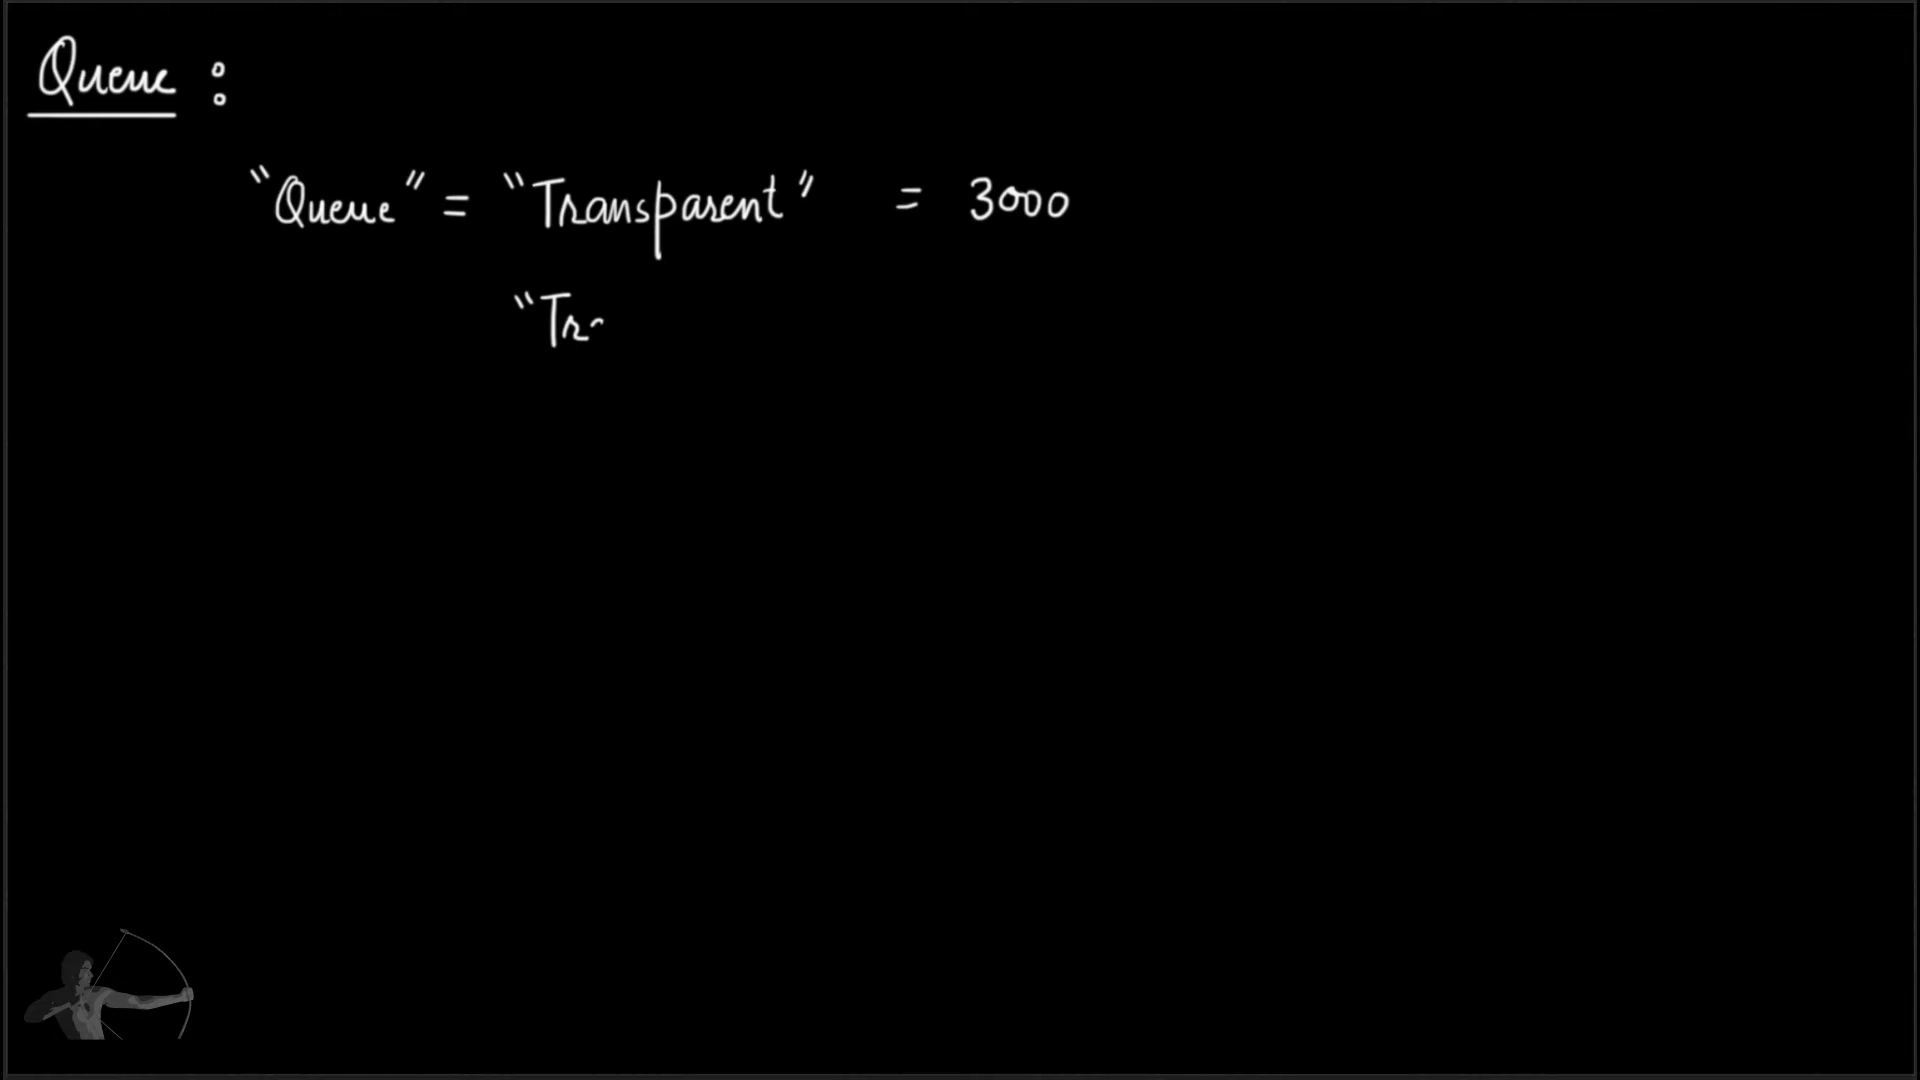 Queue :
"Queue" = "Transparent" = 3000
"Tr